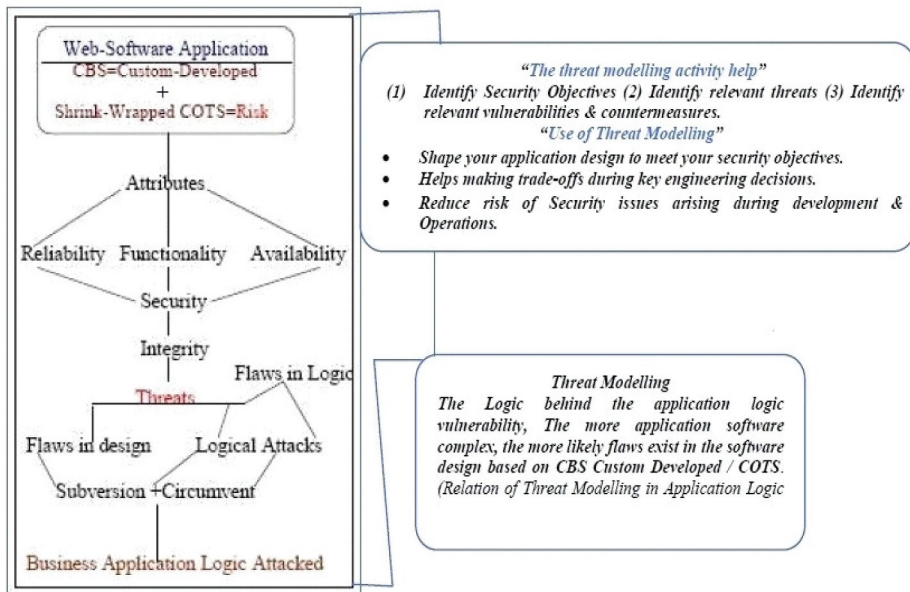 Web-Software Application
CBS=Custom-Developed
+
Shrink-Wrapped COTS=Risk
Attributes
Reliability Functionality Availability
Security
Integrity
Flaws in Logic
Threats
Flaws in design Logical Attacks
Subversion +Circumvent
Business Application Logic Attacked
“The threat modelling activity help”
(1) Identify Security Objectives (2) Identify relevant threats (3) Identify
relevant vulnerabilities & countermeasures.
“Use of Threat Modelling”
• Shape your application design to meet your security objectives.
• Helps making trade-offs during key engineering decisions.
• Reduce risk of Security issues arising during development &
Operations.
Threat Modelling
The Logic behind the application logic
vulnerability, The more application software
complex, the more likely flaws exist in the software
design based on CBS Custom Developed / COTS.
(Relation of Threat Modelling in Application Logic